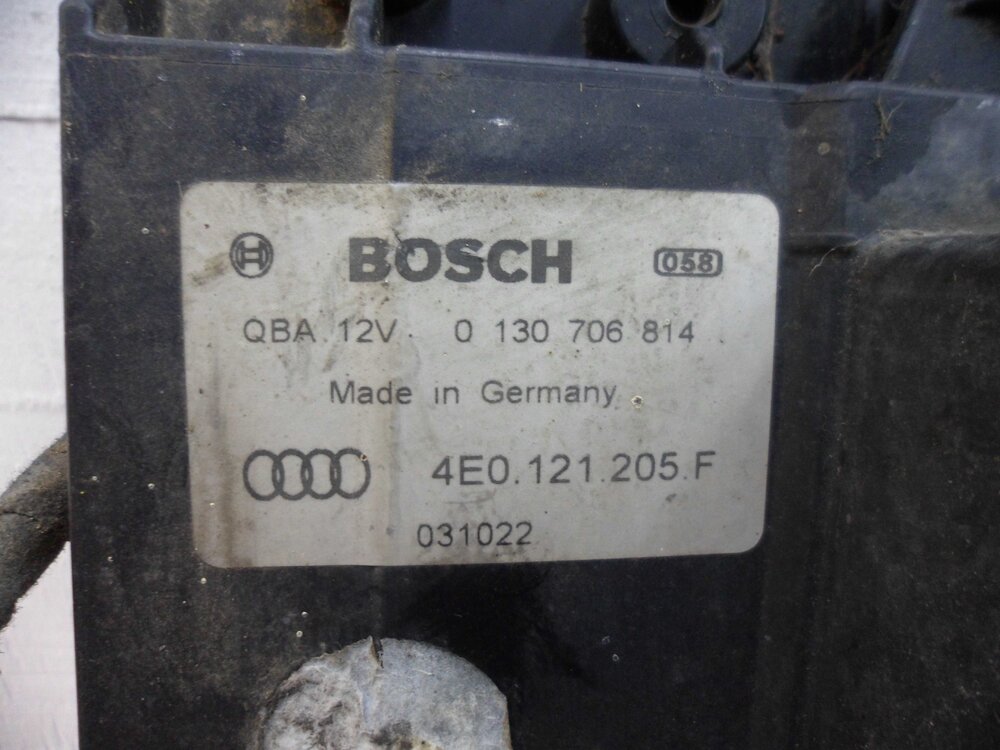 BOSCH 058
QBA 12V 0 130 706 814
Made in Germany
4E0.121.205.F
031022